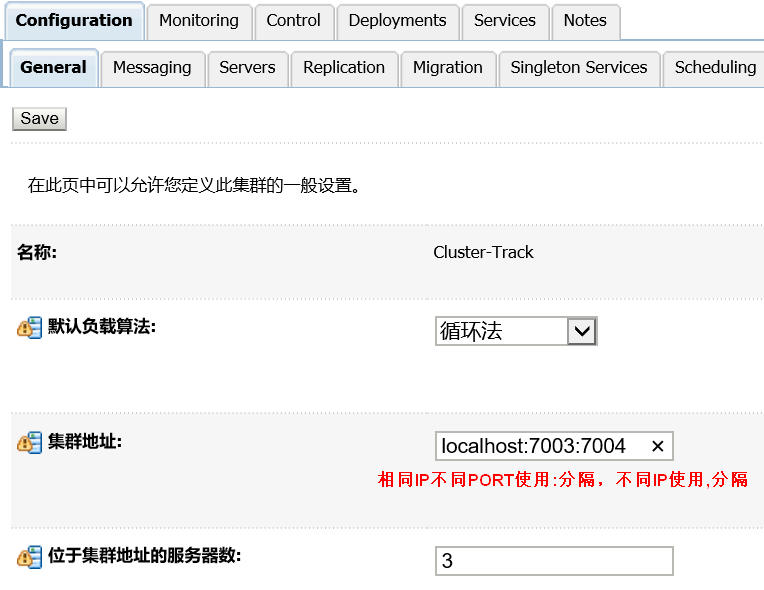 Configuration Monitoring Control Deployments Services Notes
General Messaging Servers Replication Migration Singleton Services Scheduling
Save
在此页中可以允许您定义此集群的一般设置。
名称: Cluster-Track
默认负载算法: 循环法
集群地址: localhost:7003:7004 ×
相同IP不同PORT使用:分隔，不同IP使用,分隔
位于集群地址的服务器数: 3